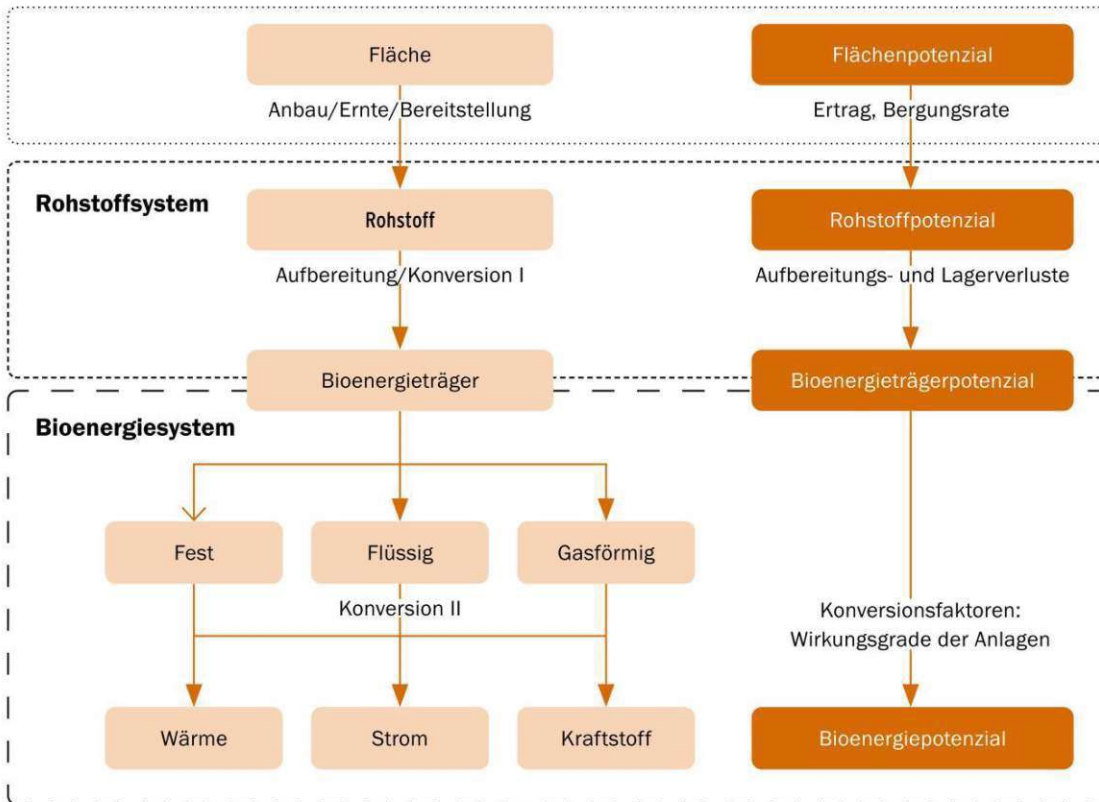 Fläche
Flächenpotenzial
Anbau/Ernte/Bereitstellung
Ertrag, Bergungsrate
Rohstoffsystem
Rohstoff
Rohstoffpotenzial
Aufbereitung/Konversion I
Aufbereitungs- und Lagerverluste
Bioenergieträger
Bioenergieträgerpotenzial
Bioenergiesystem
Fest
Flüssig
Gasförmig
Konversion II
Konversionsfaktoren:
Wirkungsgrade der Anlagen
Wärme
Strom
Kraftstoff
Bioenergiepotenzial